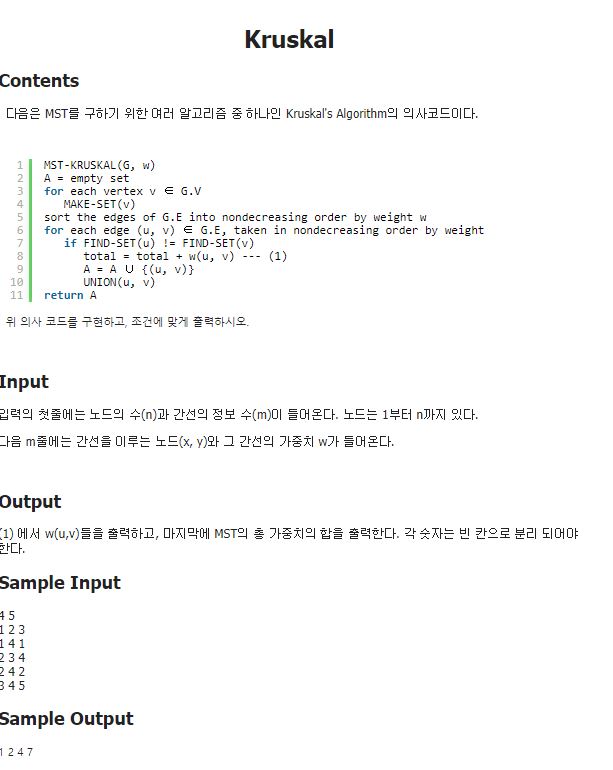 Kruskal
Contents
다음은 MST를 구하기 위한 여러 알고리즘 중 하나인 Kruskal's Algorithm의 의사코드이다.
1 MST-KRUSKAL(G, w)
2 A = empty set
3 for each vertex v ∈ G.V
4 MAKE-SET(v)
5 sort the edges of G.E into nondecreasing order by weight w
6 for each edge (u, v) ∈ G.E, taken in nondecreasing order by weight
7 if FIND-SET(u) != FIND-SET(v)
8 total = total + w(u, v) --- (1)
9 A = A ∪ {(u, v)}
10 UNION(u, v)
11 return A
위 의사 코드를 구현하고, 조건에 맞게 출력하시오.
Input
입력의 첫줄에는 노드의 수(n)과 간선의 정보 수(m)이 들어온다. 노드는 1부터 n까지 있다.
다음 m줄에는 간선을 이루는 노드(x, y)와 그 간선의 가중치 w가 들어온다.
Output
(1) 에서 w(u,v)들을 출력하고, 마지막에 MST의 총 가중치의 합을 출력한다. 각 숫자는 빈 칸으로 분리 되어야
한다.
Sample Input
4 5
1 2 3
1 4 1
2 3 4
2 4 2
3 4 5
Sample Output
1 2 4 7